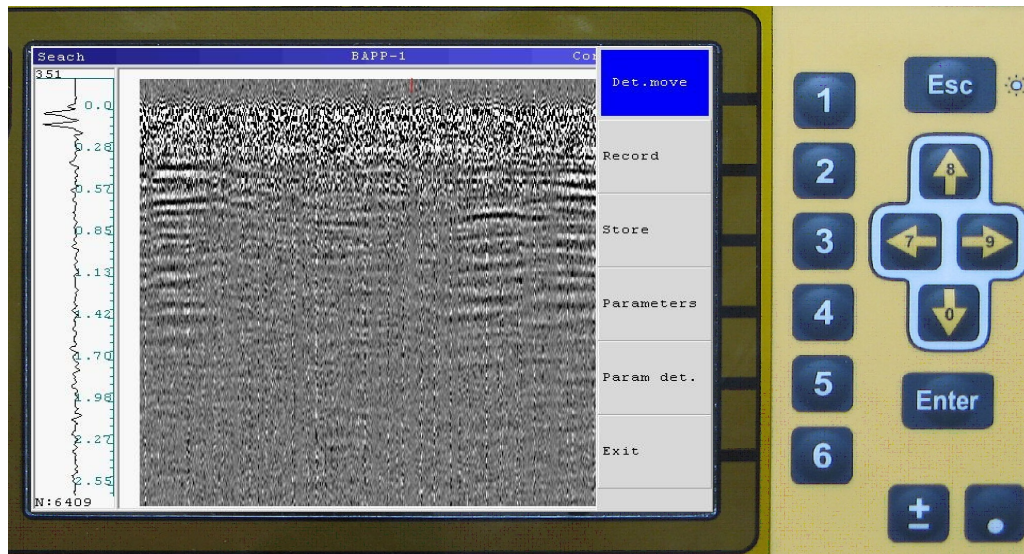 Seach BAPP-1 Co
351
0.0
0.28
0.57
0.85
1.13
1.42
1.70
1.98
2.27
2.55
N:6409
Det.move
Record
Store
Parameters
Param det.
Exit
1
2
3
4
5
6
Esc
8
7
9
0
Enter
±
.